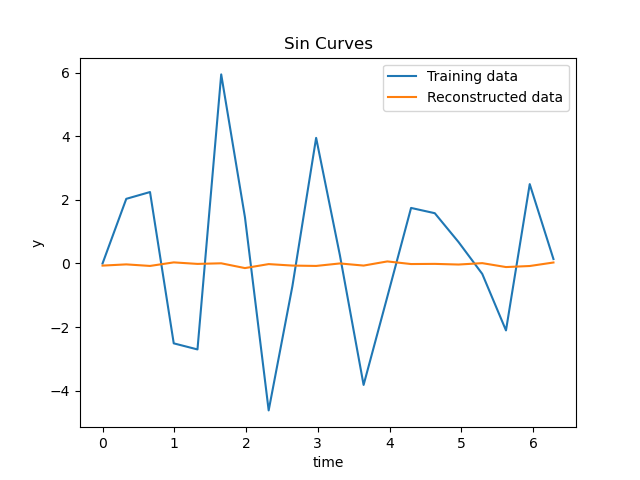 Sin Curves
Training data
Reconstructed data
6
4
2
0
−2
−4
y
0 1 2 3 4 5 6
time